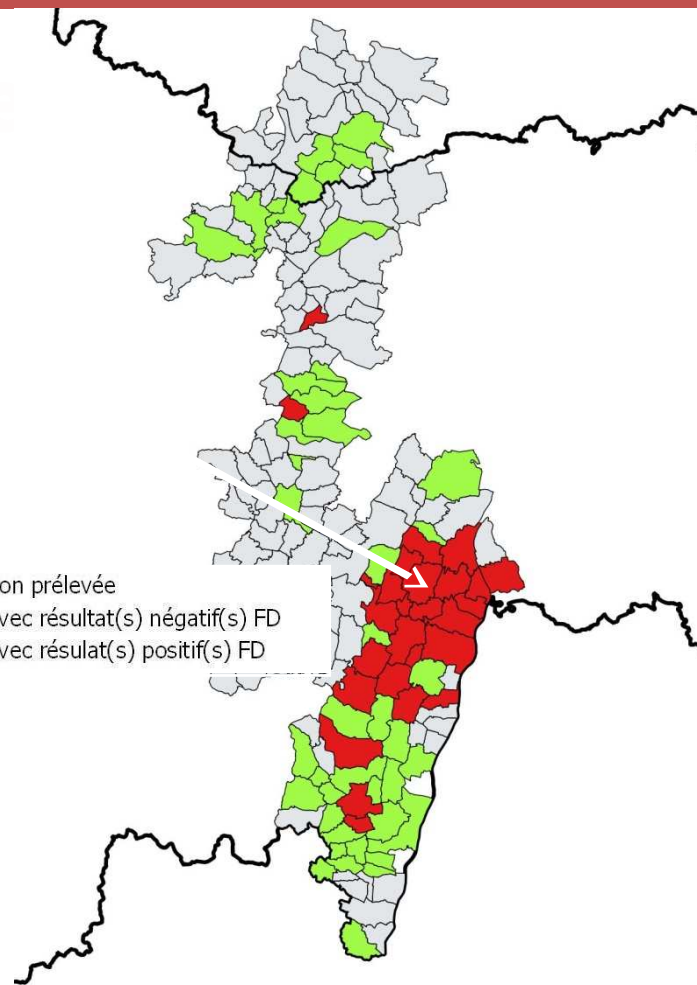 on prélevée
vec résultat(s) négatif(s) FD
vec résulat(s) positif(s) FD